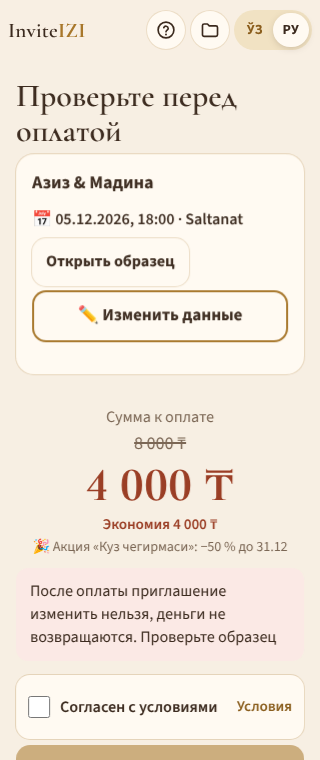 InviteIZI
ЎЗ РУ
Проверьте перед
оплатой
Азиз & Мадина
📅 05.12.2026, 18:00 · Saltanat
Открыть образец
✏️ Изменить данные
Сумма к оплате
8 000 ₸
4 000 ₸
Экономия 4 000 ₸
🎉 Акция «Куз чегирмаси»: −50 % до 31.12
После оплаты приглашение
изменить нельзя, деньги не
возвращаются. Проверьте образец
Согласен с условиями Условия